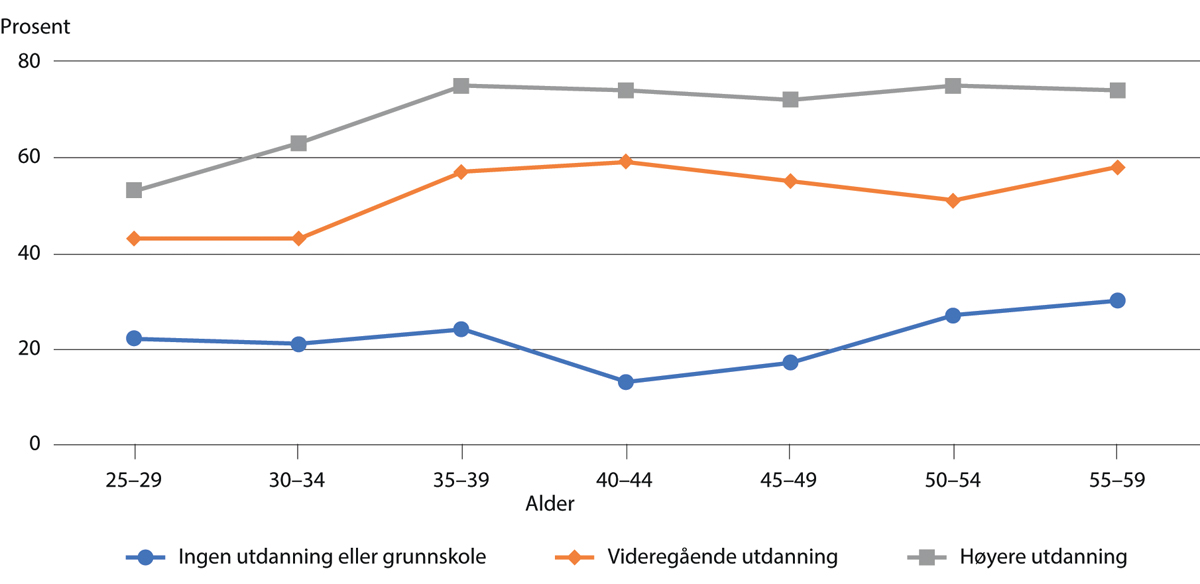 Prosent
80
60
40
20
0
25–29 30–34 35–39 40–44 45–49 50–54 55–59
Alder
Ingen utdanning eller grunnskole Videregående utdanning Høyere utdanning